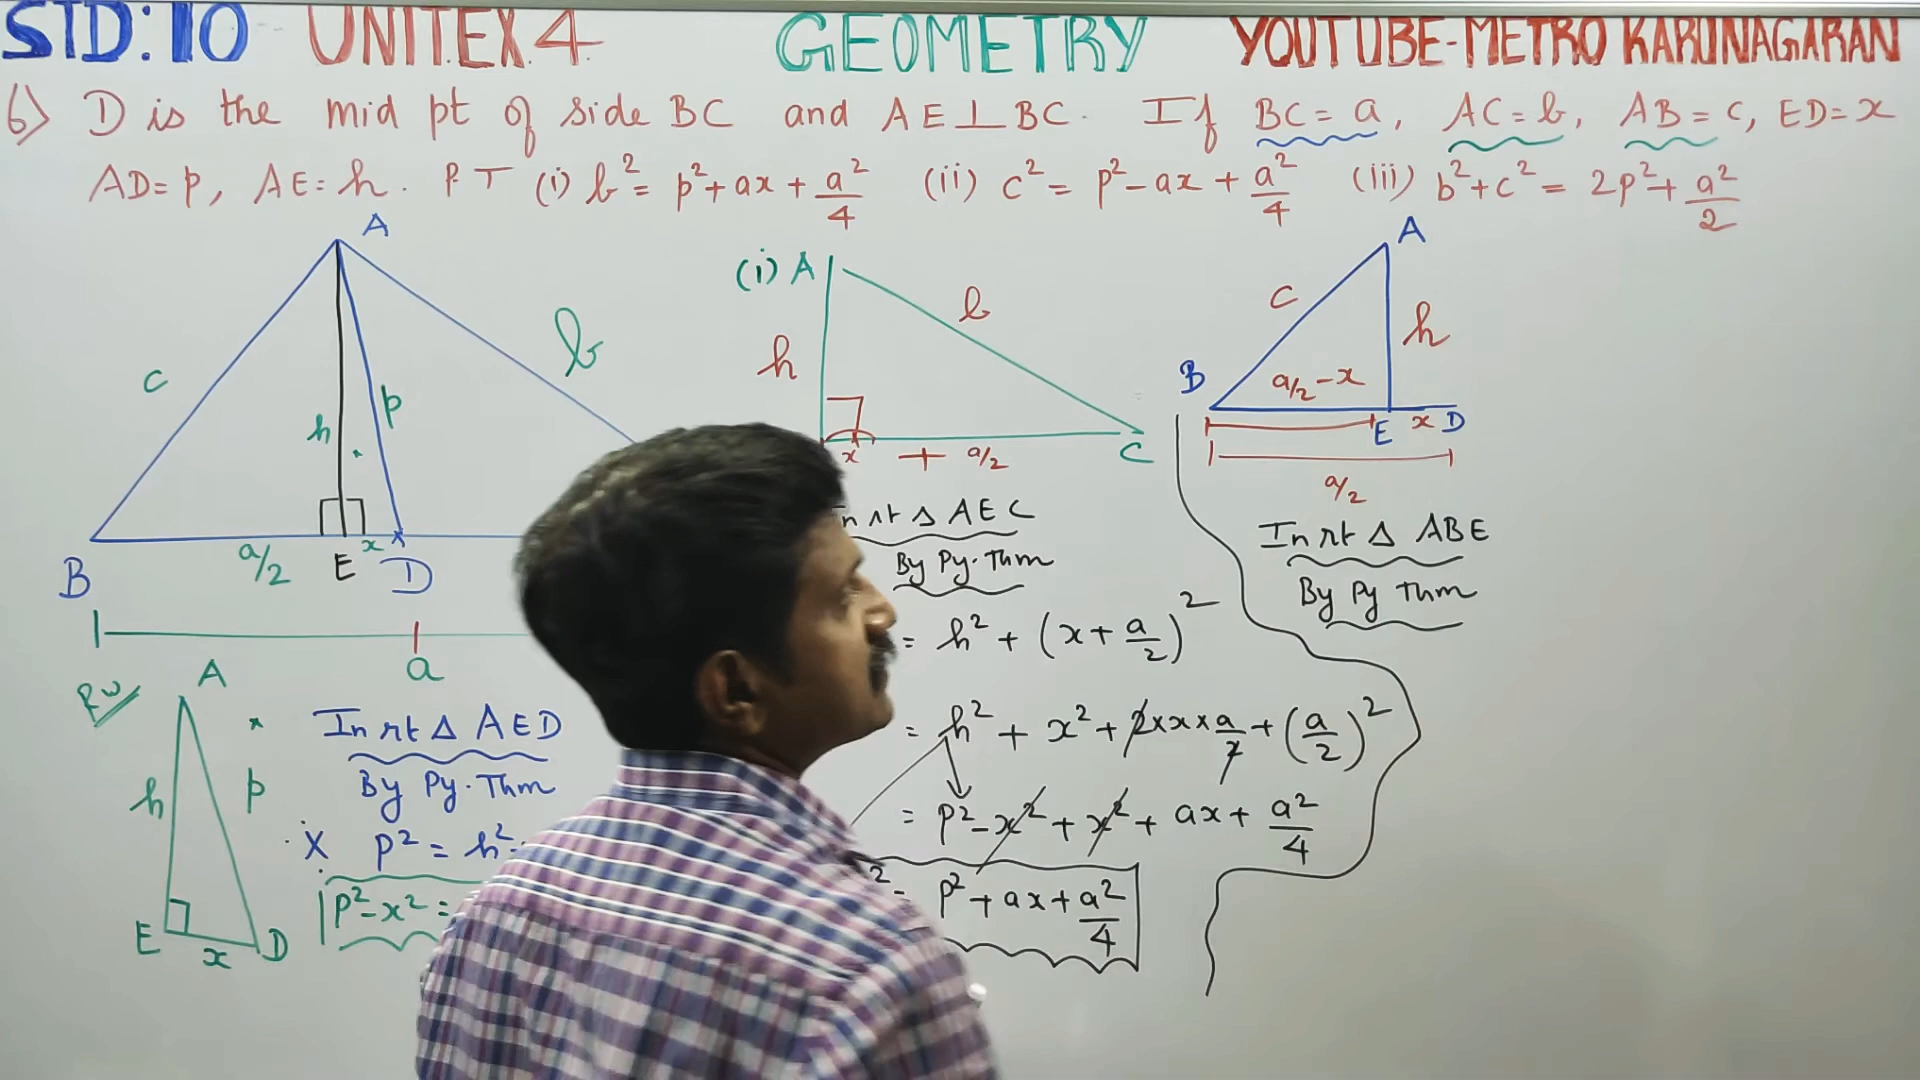 STD: 10 UNIT.EX.4 GEOMETRY YOUTUBE-METRO KARUNAGARAN
6) D is the mid pt of side BC and AE⊥BC. If BC = a, AC = b, AB = c, ED = x
AD = p, AE = h. P.T (i) b² = p² + ax + a²/4 (ii) c² = p² - ax + a²/4 (iii) b² + c² = 2p² + a²/2
A
c
b
h
p
B
a/2
E
x
D
a
(i) A
h
b
x + a/2
C
In rt Δ AEC
By Py. Thm
= h² + (x + a/2)²
= h² + x² + 2 × x × a/2 + (a/2)²
= p² - x² + x² + ax + a²/4
² = p² + ax + a²/4
A
c
h
B
a/2 - x
E
x
D
a/2
In rt Δ ABE
By Py Thm
RW
A
h
p
E
x
D
In rt Δ AED
By Py. Thm
p² = h²
p² - x² =